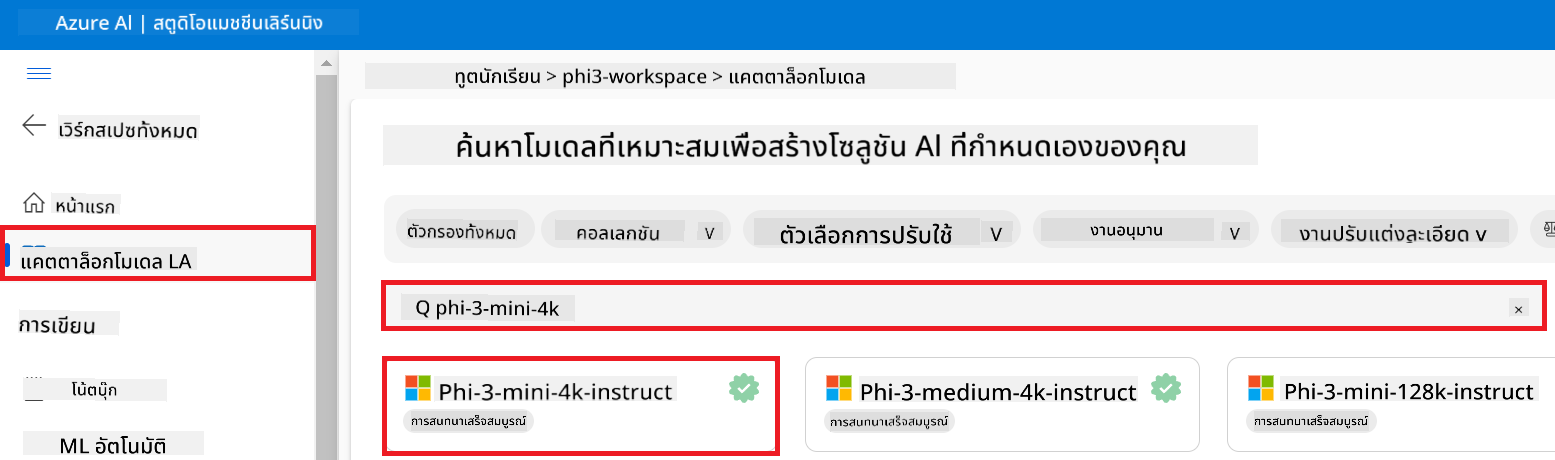 Azure Al | สตูดิโอแมชชีนเลิร์นนิง
เวิร์กสเปซทั้งหมด
หน้าแรก
แคตตาล็อกโมเดล LA
การเขียน
โน้ตบุ๊ก
ML อัตโนมัติ
ทูตนักเรียน > phi3-workspace > แคตตาล็อกโมเดล
ค้นหาโมเดลที่เหมาะสมเพื่อสร้างโซลูชัน Al ที่กำหนดเองของคุณ
ตัวกรองทั้งหมด คอลเลกชัน V ตัวเลือกการปรับใช้ V งานอนุมาน V งานปรับแต่งละเอียด v
Q phi-3-mini-4k ×
Phi-3-mini-4k-instruct Phi-3-medium-4k-instruct Phi-3-mini-128k-instruct
การสนทนาเสร็จสมบูรณ์ การสนทนาเสร็จสมบูรณ์ การสนทนาเสร็จสมบูรณ์